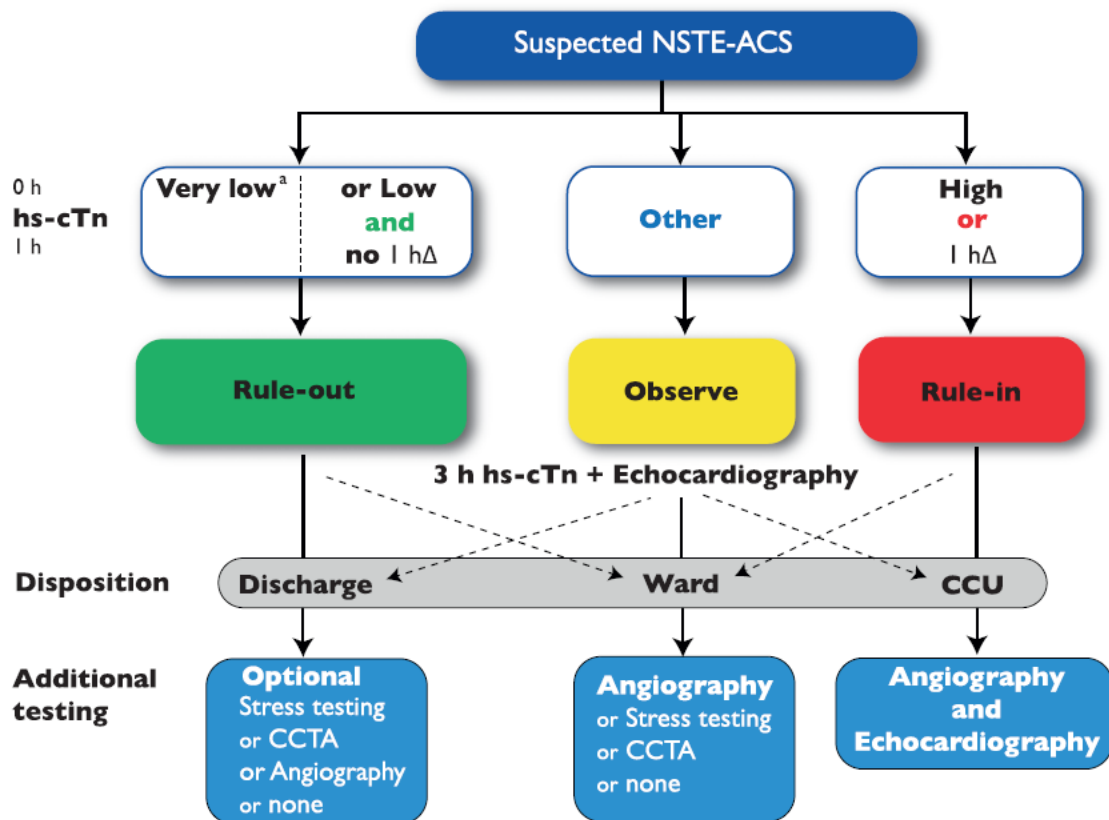 Suspected NSTE-ACS
0 h
hs-cTn
1 h
Very lowᵃ
or Low
and
no 1 hΔ
Other
High
or
1 hΔ
Rule-out
Observe
Rule-in
3 h hs-cTn + Echocardiography
Disposition
Discharge
Ward
CCU
Additional
testing
Optional
Stress testing
or CCTA
or Angiography
or none
Angiography
or Stress testing
or CCTA
or none
Angiography
and
Echocardiography